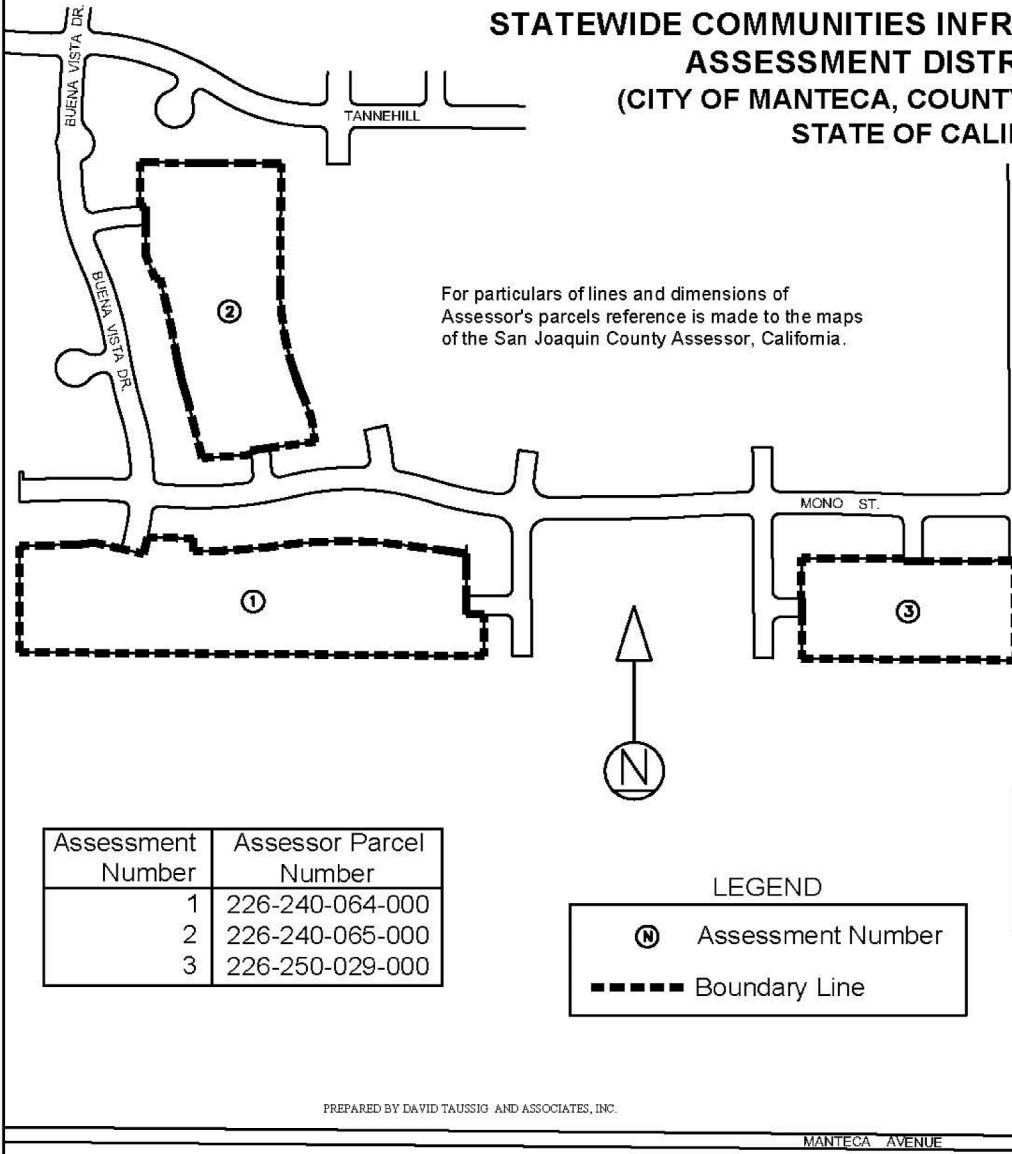 STATEWIDE COMMUNITIES INFR
ASSESSMENT DISTR
(CITY OF MANTECA, COUNTY
STATE OF CALI
BUENA VISTA DR.
TANNEHILL
For particulars of lines and dimensions of
Assessor's parcels reference is made to the maps
of the San Joaquin County Assessor, California.
2
BUENA VISTA DR.
MONO ST.
1
3
N
Assessment Number
Assessor Parcel Number
1 226-240-064-000
2 226-240-065-000
3 226-250-029-000
LEGEND
N Assessment Number
Boundary Line
PREPARED BY DAVID TAUSSIG AND ASSOCIATES, INC.
MANTECA AVENUE